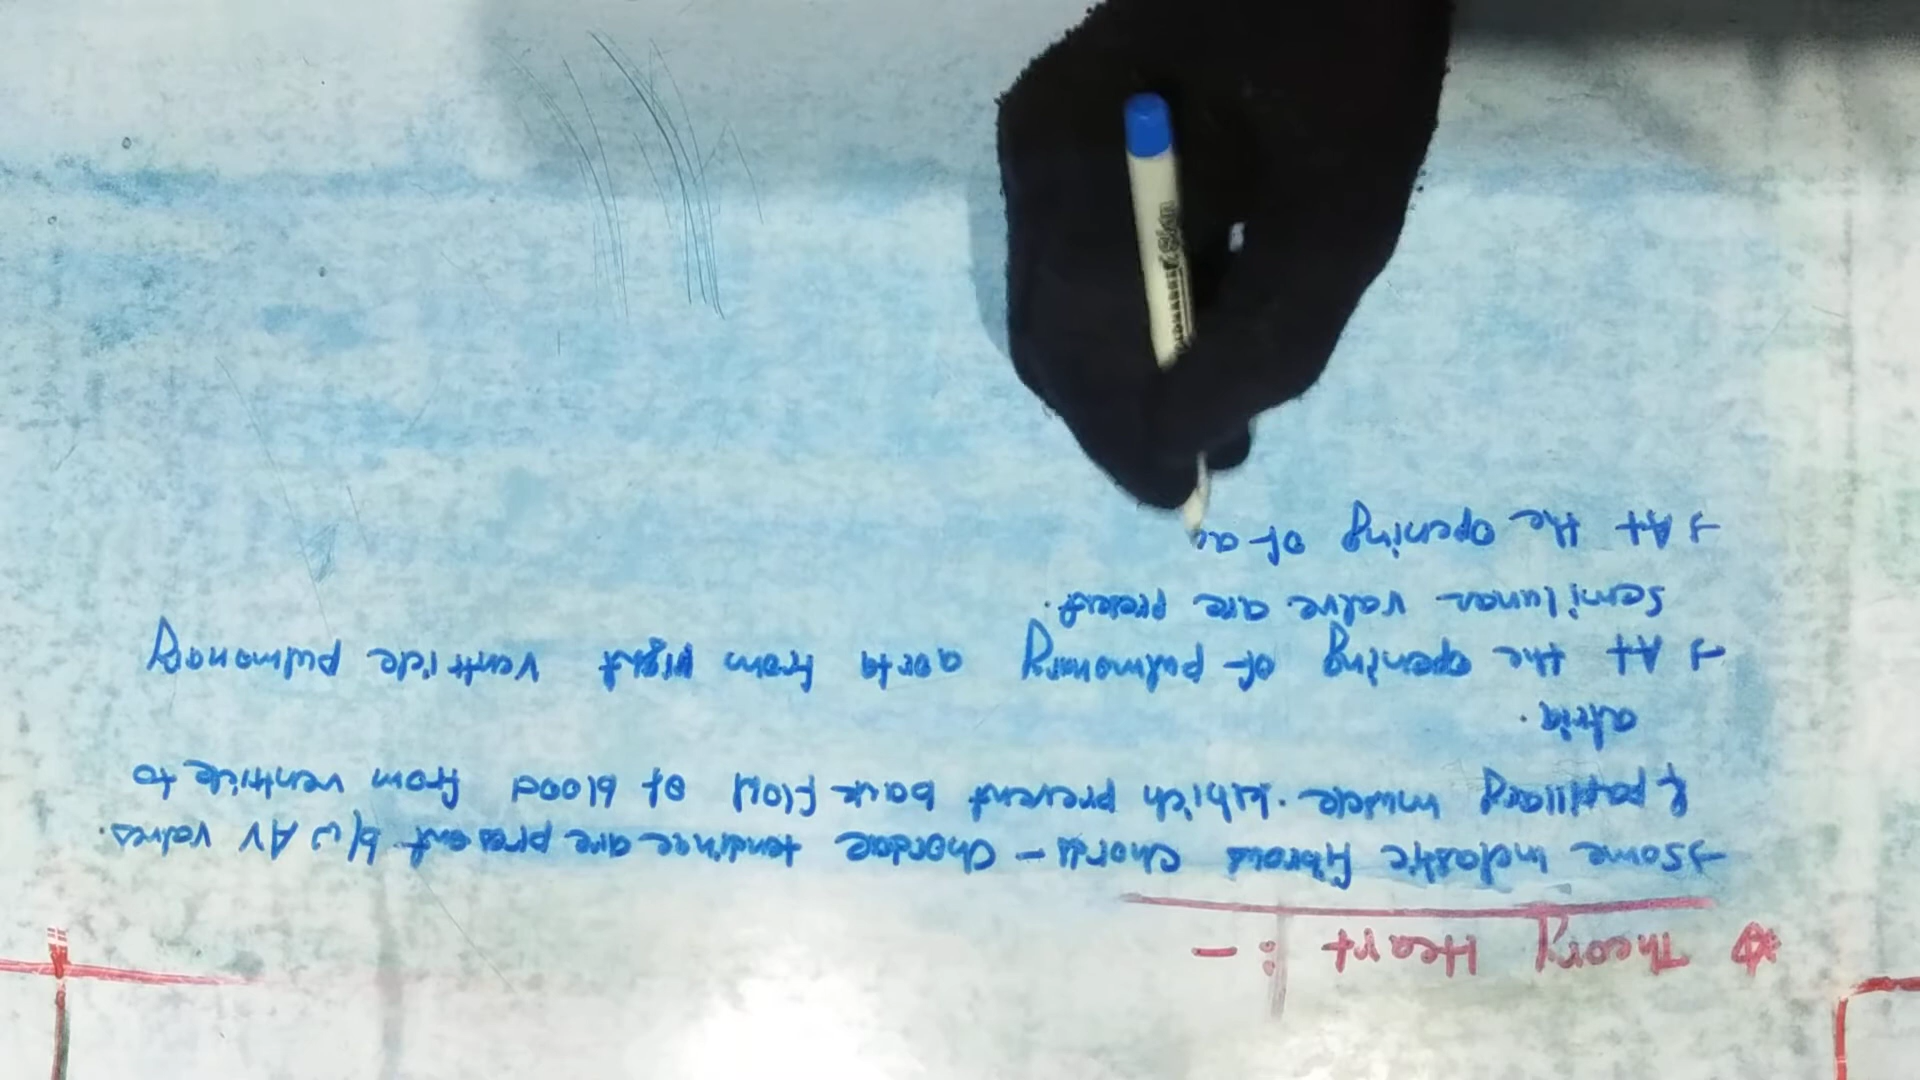 ☆ Theory Heart :-
→ Some inelastic fibrous chords - chordae tendinae are present b/w AV valves.
& papillary muscle. which prevent back flow of blood from ventricle to
atria.
→ At the opening of pulmonary aorta from right ventricle pulmonary
semilunar valve are present.
→ At the opening of a